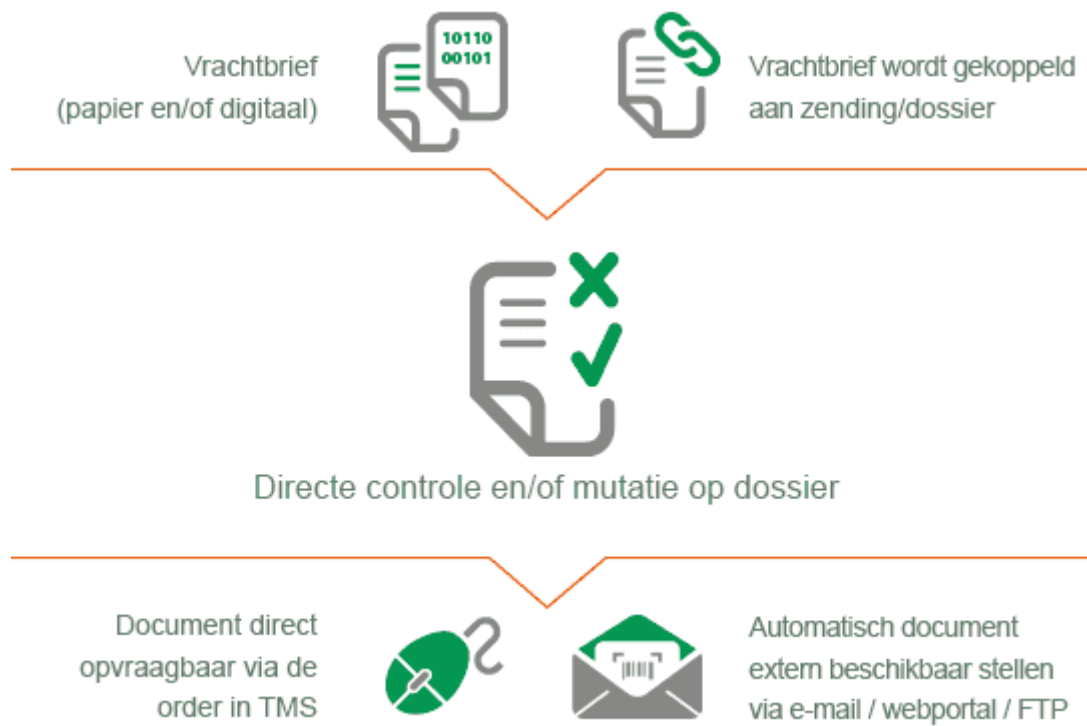 Vrachtbrief
(papier en/of digitaal)
10110
00101
Vrachtbrief wordt gekoppeld
aan zending/dossier
Directe controle en/of mutatie op dossier
Document direct
opvraagbaar via de
order in TMS
Automatisch document
extern beschikbaar stellen
via e-mail / webportal / FTP